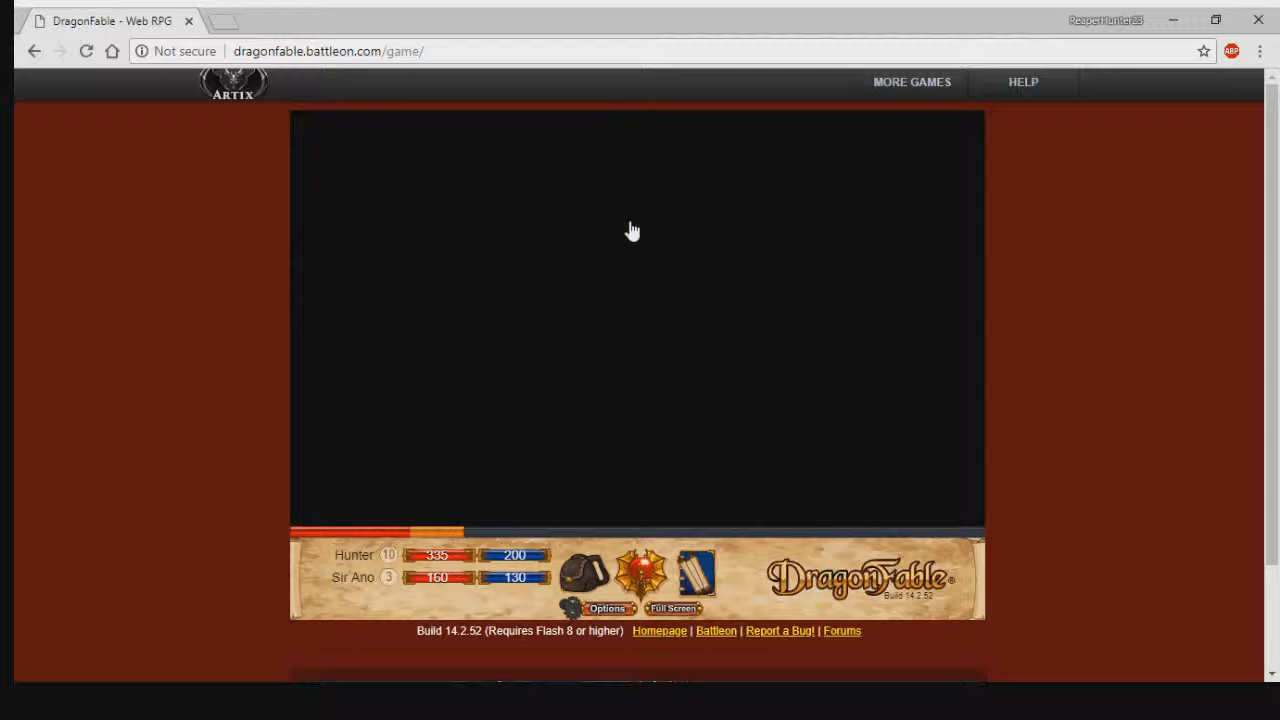 DragonFable - Web RPG
ReaperHunter23
Not secure
dragonfable.battleon.com/game/
ABP
ARTIX
MORE GAMES
HELP
Hunter 10 335 200
Sir Ano 3 160 130
Options
Full Screen
DragonFable®
Build 14.2.52
Build 14.2.52 (Requires Flash 8 or higher) Homepage | Battleon | Report a Bug! | Forums